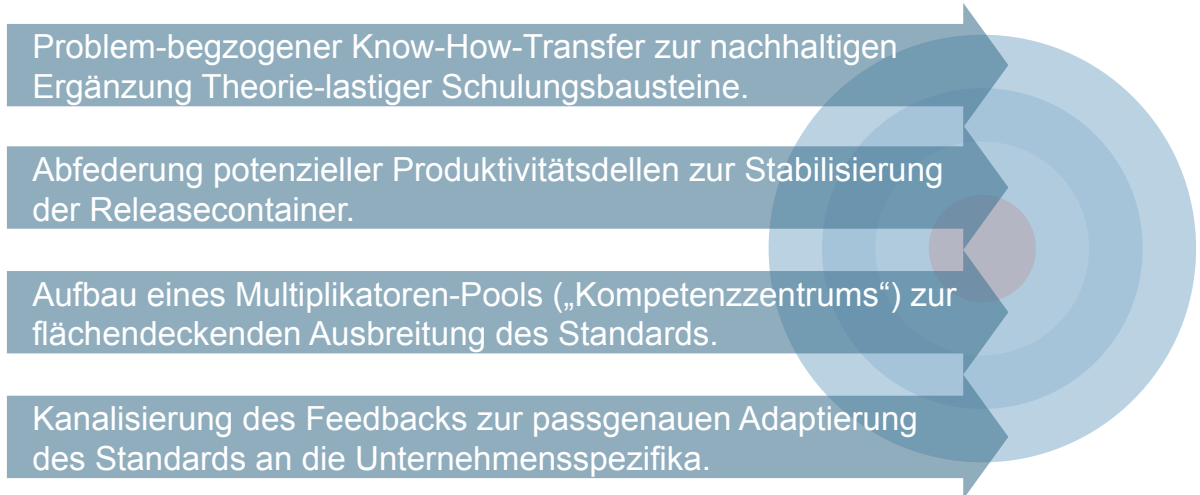 Problem-begzogener Know-How-Transfer zur nachhaltigen
Ergänzung Theorie-lastiger Schulungsbausteine.
Abfederung potenzieller Produktivitätsdellen zur Stabilisierung
der Releasecontainer.
Aufbau eines Multiplikatoren-Pools („Kompetenzzentrums“) zur
flächendeckenden Ausbreitung des Standards.
Kanalisierung des Feedbacks zur passgenauen Adaptierung
des Standards an die Unternehmensspezifika.